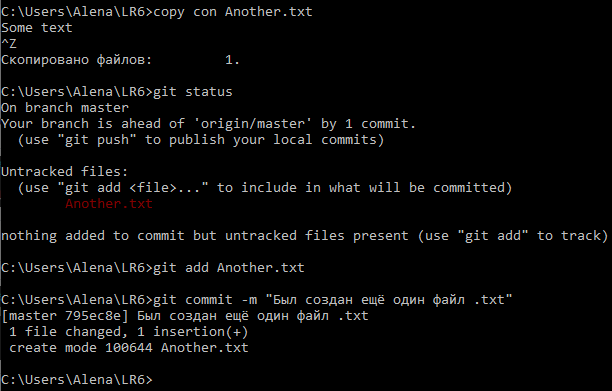 C:\Users\Alena\LR6>copy con Another.txt
Some text
^Z
Скопировано файлов:         1.
C:\Users\Alena\LR6>git status
On branch master
Your branch is ahead of 'origin/master' by 1 commit.
  (use "git push" to publish your local commits)
Untracked files:
  (use "git add <file>..." to include in what will be committed)
        Another.txt
nothing added to commit but untracked files present (use "git add" to track)
C:\Users\Alena\LR6>git add Another.txt
C:\Users\Alena\LR6>git commit -m "Был создан ещё один файл .txt"
[master 795ec8e] Был создан ещё один файл .txt
 1 file changed, 1 insertion(+)
 create mode 100644 Another.txt
C:\Users\Alena\LR6>